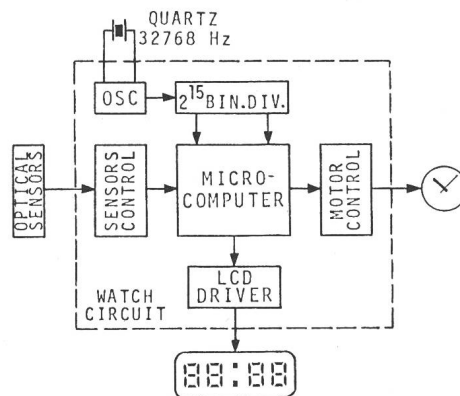 QUARTZ
32768 Hz
OSC
2¹⁵BIN.DIV.
OPTICAL
SENSORS
SENSORS
CONTROL
MICRO-
COMPUTER
MOTOR
CONTROL
LCD
DRIVER
WATCH
CIRCUIT
88:88